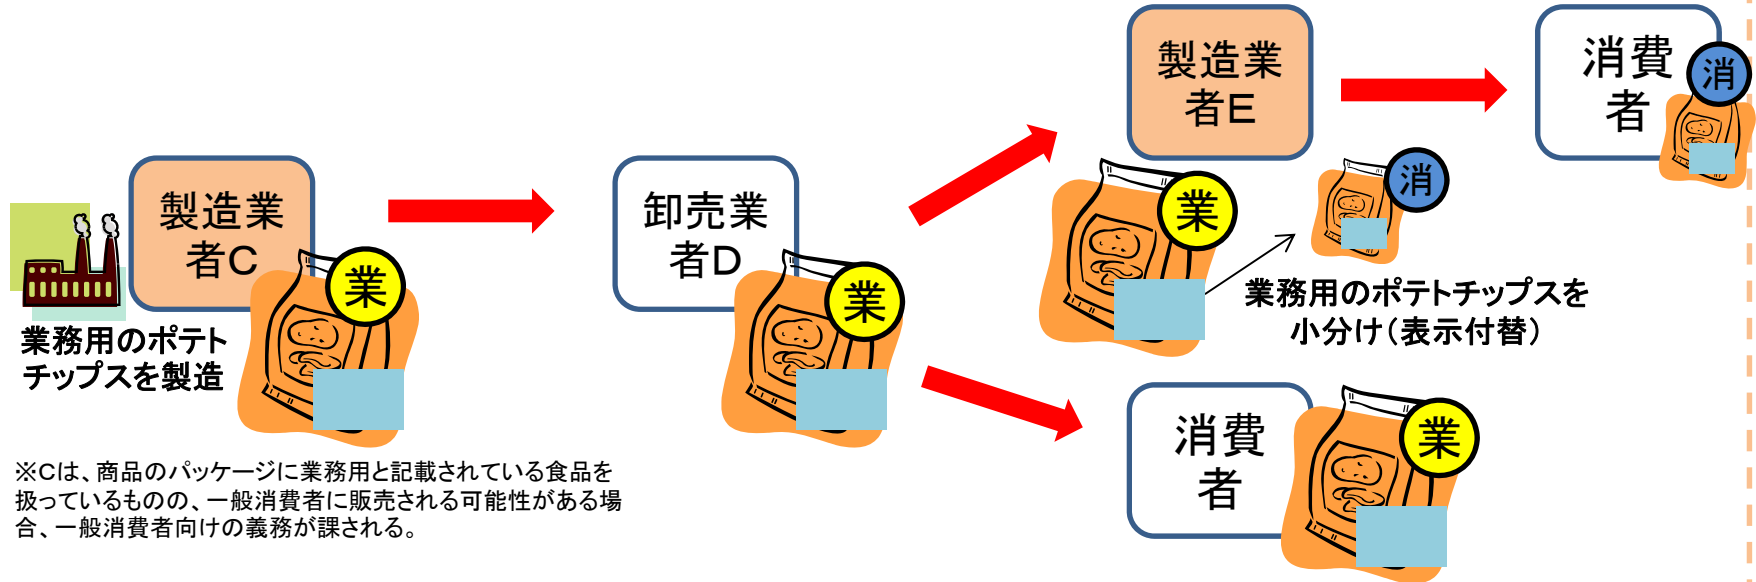 製造業
者C
業
業務用のポテト
チップスを製造
※Cは、商品のパッケージに業務用と記載されている食品を
扱っているものの、一般消費者に販売される可能性がある場
合、一般消費者向けの義務が課される。
卸売業
者D
業
製造業
者E
業
消
業務用のポテトチップスを
小分け(表示付替)
消費
者
消
消費
者
業